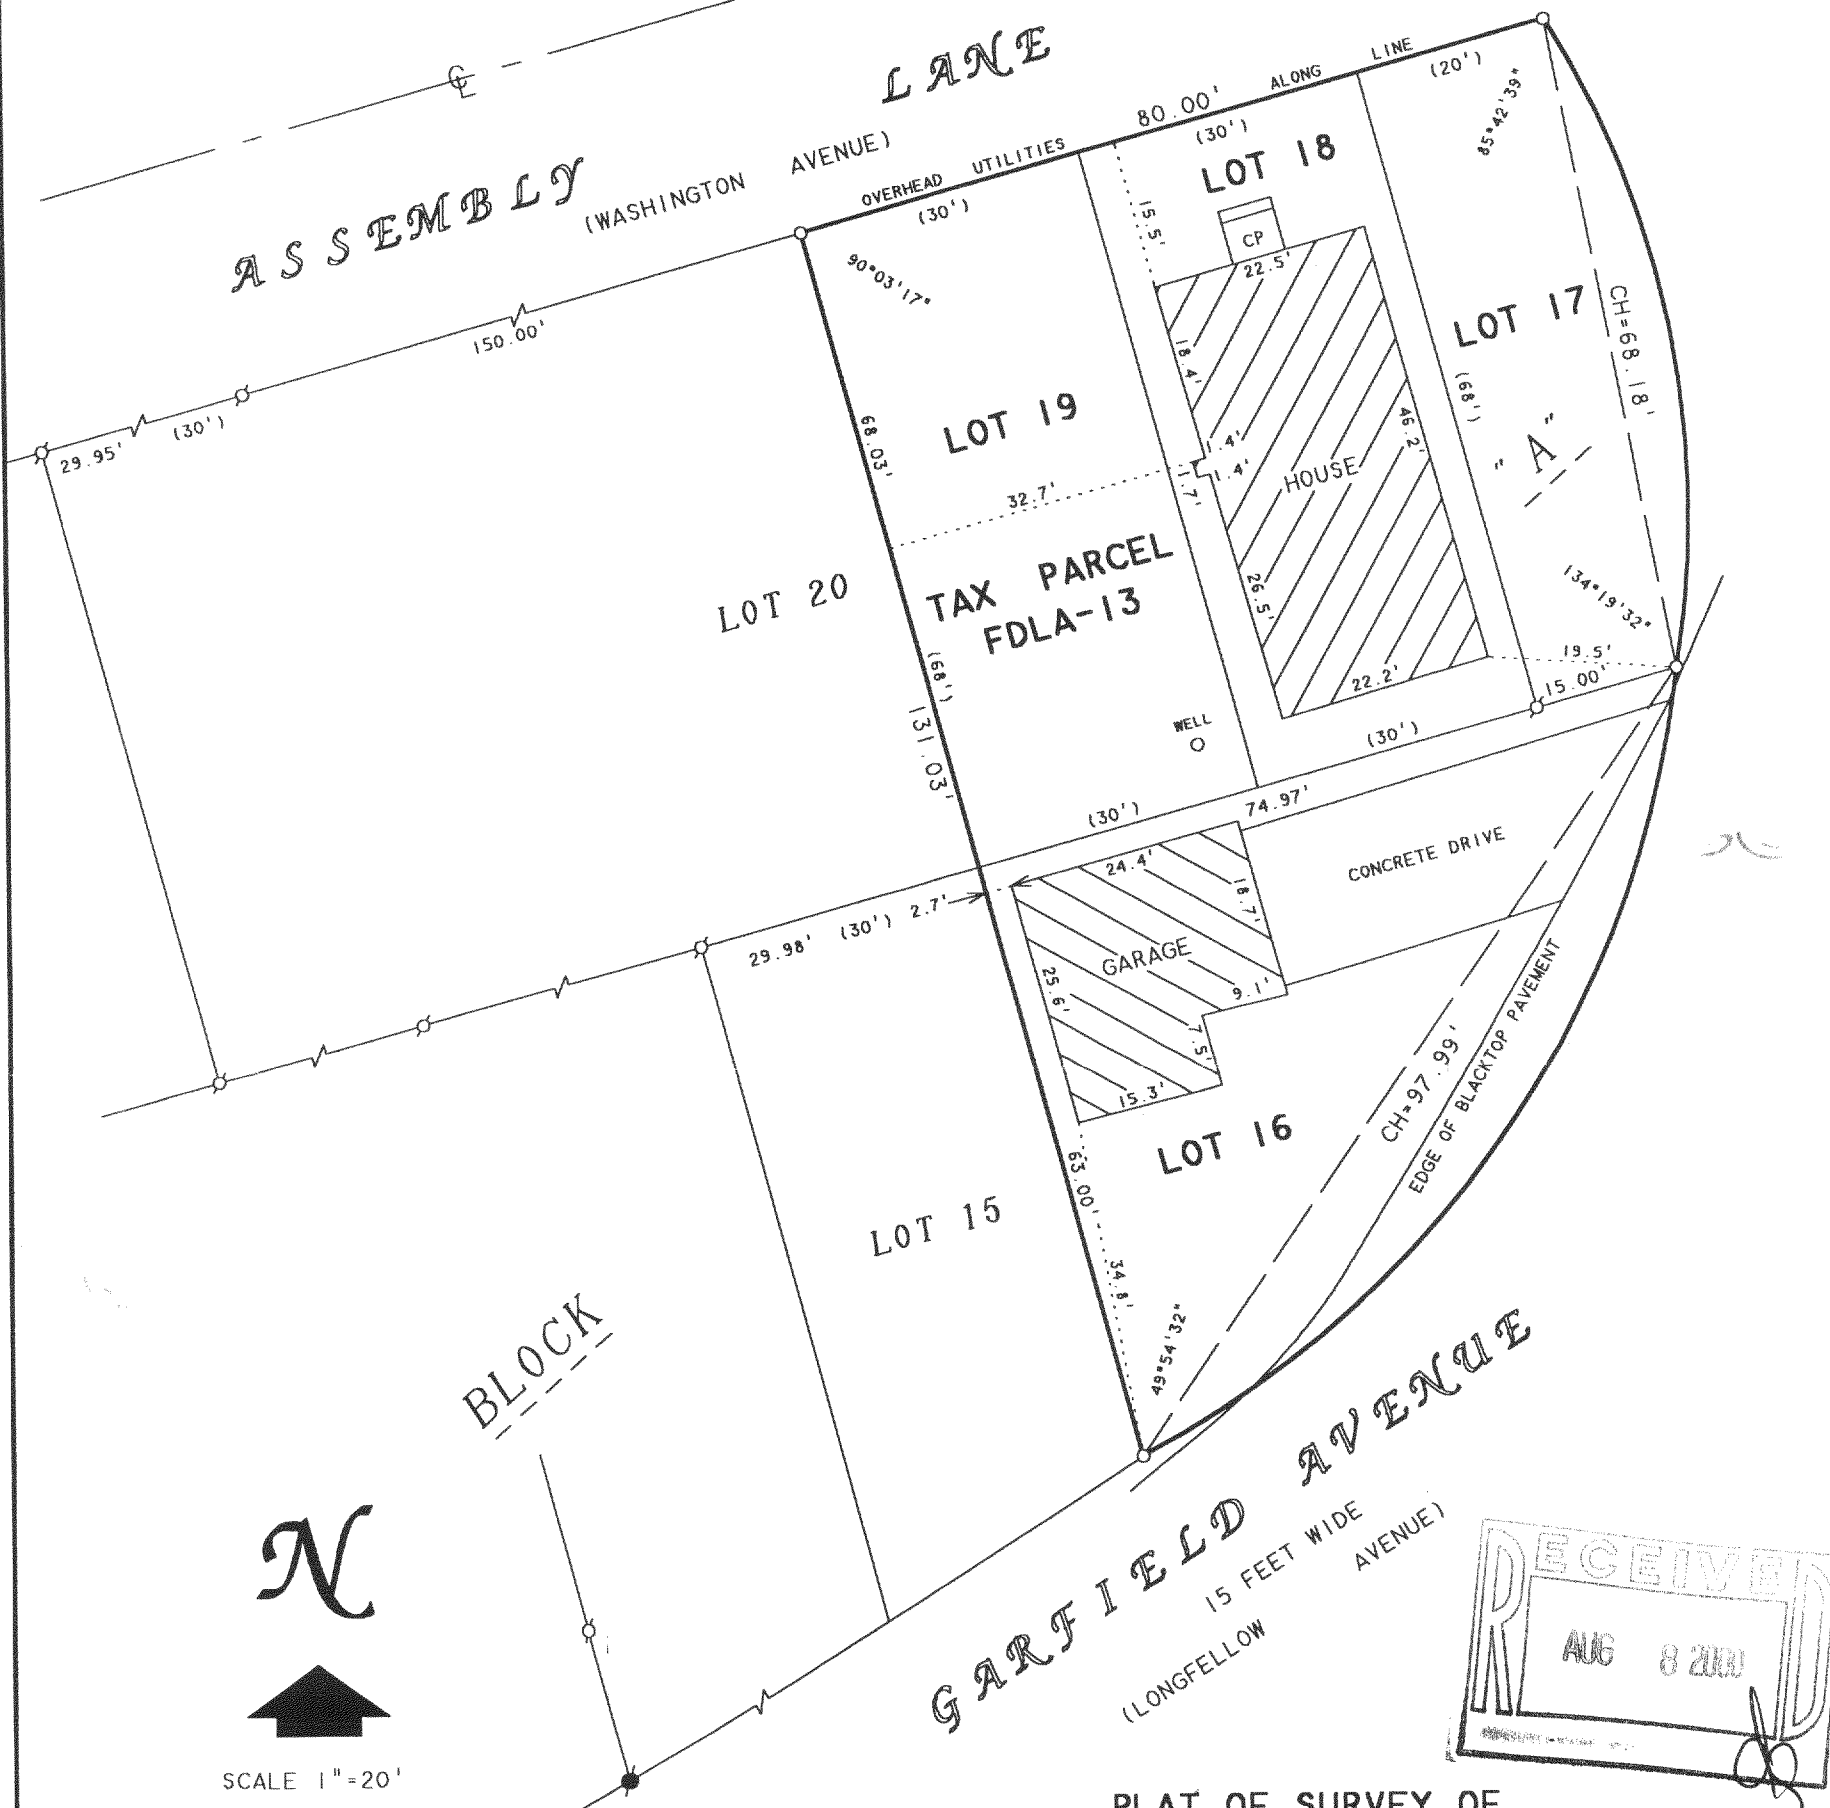 ℄
ASSEMBLY LANE
(WASHINGTON AVENUE)
OVERHEAD UTILITIES ALONG LINE
80.00'
(30')
(30')
(20')
150.00'
(30')
29.95'
90°03'17"
85°42'39"
15.5'
LOT 18
CP
22.5'
18.4'
46.2'
1.4'
1.4'
1.7'
HOUSE
26.5'
22.2'
LOT 17
CH=68.18'
(68')
"A"
134°19'32"
19.5'
15.00'
LOT 19
68.03'
32.7'
TAX PARCEL
FDLA-13
LOT 20
(68')
131.03'
WELL
(30')
(30')
74.97'
29.98'
(30')
2.7'
24.4'
18.7'
GARAGE
25.6'
9.1'
7.5'
15.3'
CONCRETE DRIVE
CH=97.99'
EDGE OF BLACKTOP PAVEMENT
LOT 16
63.00'
34.8'
49°54'32"
LOT 15
BLOCK
GARFIELD AVENUE
15 FEET WIDE
(LONGFELLOW AVENUE)
N
SCALE 1"=20'
RECEIVED
AUG 8 2000
PLAT OF SURVEY OF